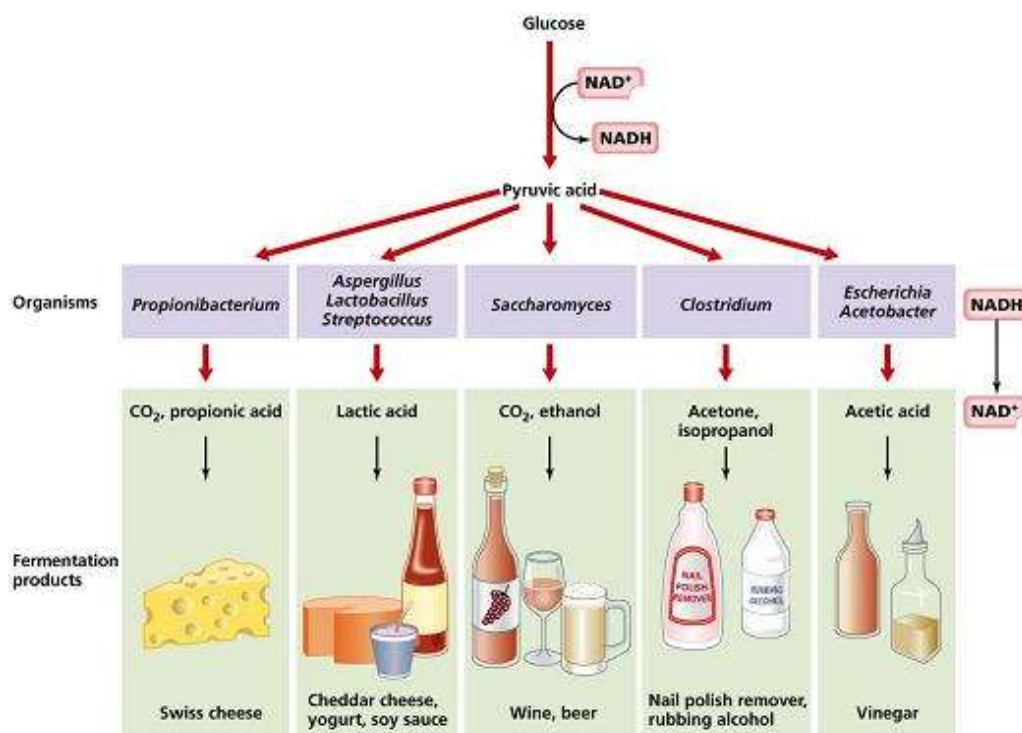 Glucose
NAD⁺
NADH
Pyruvic acid
Organisms
Propionibacterium
Aspergillus
Lactobacillus
Streptococcus
Saccharomyces
Clostridium
Escherichia
Acetobacter
NADH
NAD⁺
CO₂, propionic acid
Lactic acid
CO₂, ethanol
Acetone,
isopropanol
Acetic acid
Fermentation
products
NAIL
POLISH
REMOVER
RUBBING
ALCOHOL
Swiss cheese
Cheddar cheese,
yogurt, soy sauce
Wine, beer
Nail polish remover,
rubbing alcohol
Vinegar